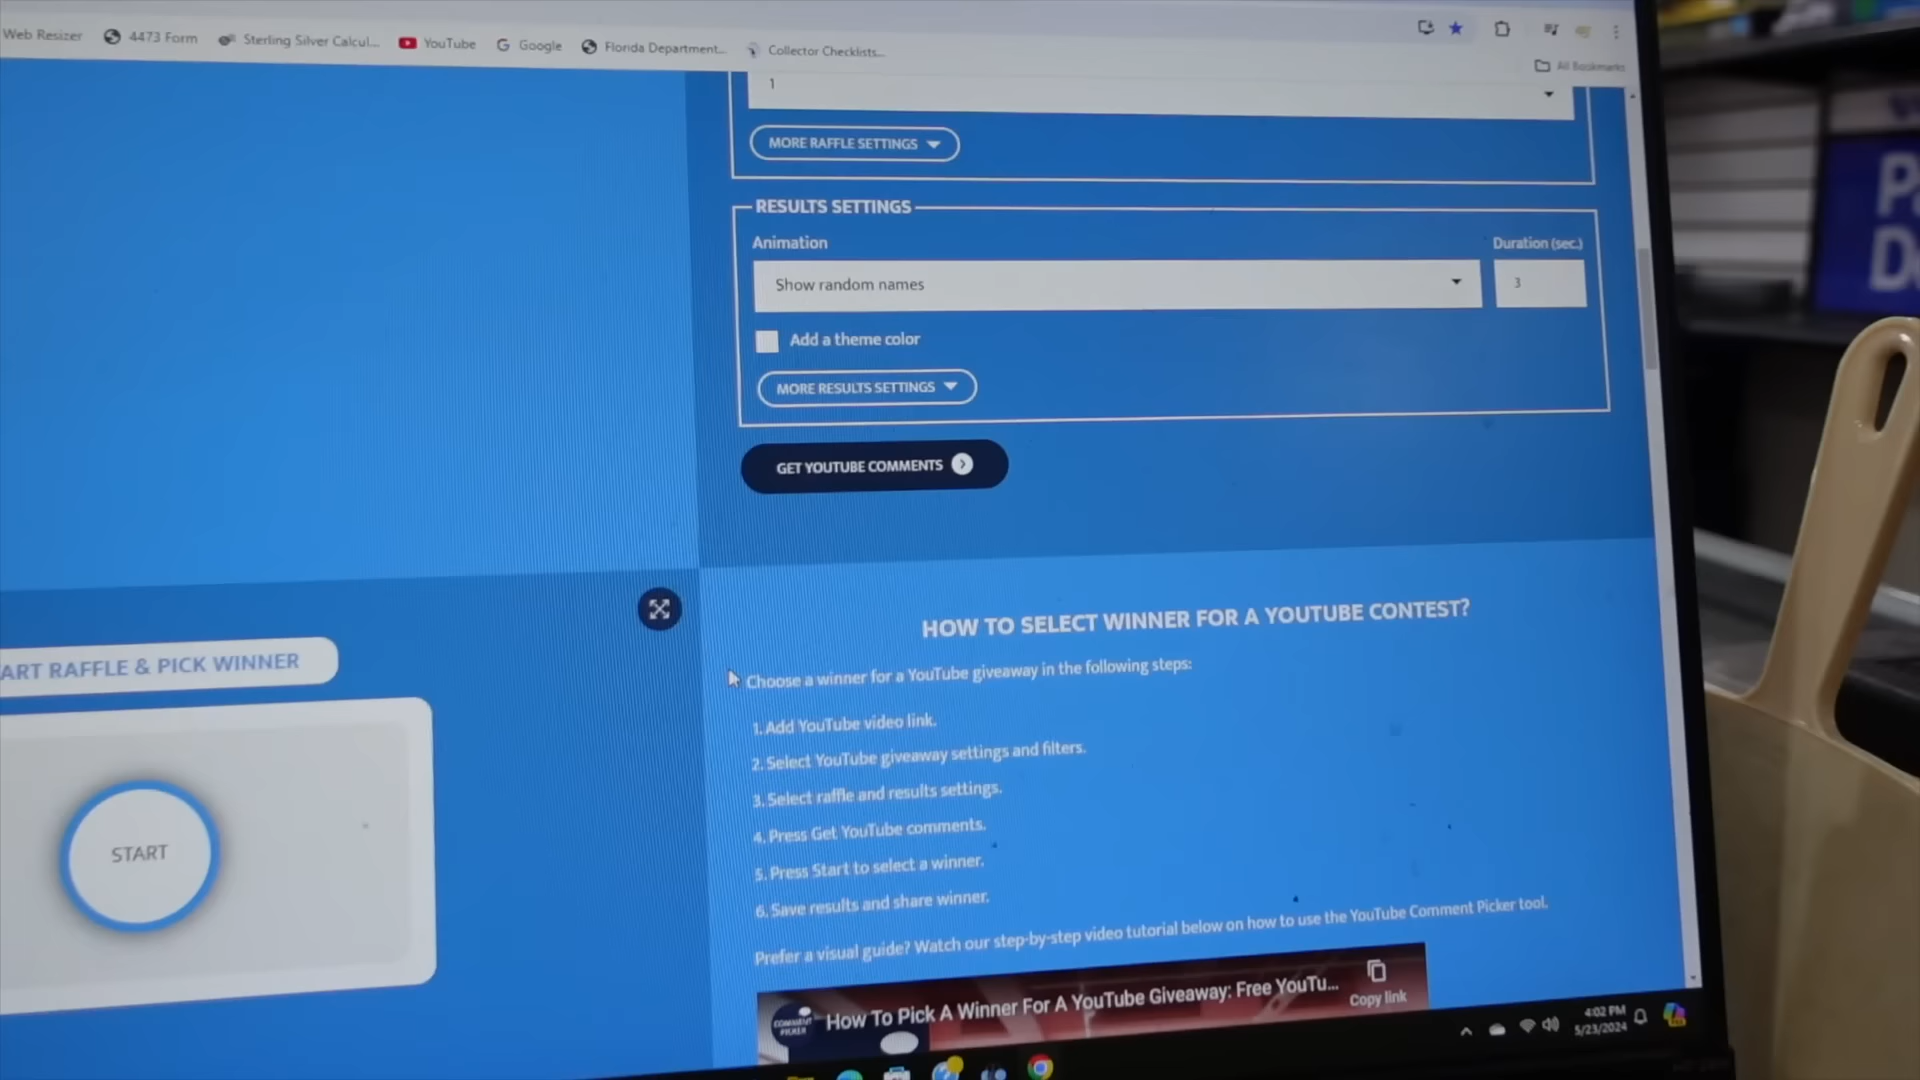 Web Resizer 4473 Form Sterling Silver Calcul... YouTube Google Florida Department... Collector Checklists...
All Bookmarks
1
MORE RAFFLE SETTINGS
RESULTS SETTINGS
Animation Duration (sec.)
Show random names 3
Add a theme color
MORE RESULTS SETTINGS
GET YOUTUBE COMMENTS
HOW TO SELECT WINNER FOR A YOUTUBE CONTEST?
ART RAFFLE & PICK WINNER
START
Choose a winner for a YouTube giveaway in the following steps:
1. Add YouTube video link.
2. Select YouTube giveaway settings and filters.
3. Select raffle and results settings.
4. Press Get YouTube comments.
5. Press Start to select a winner.
6. Save results and share winner.
Prefer a visual guide? Watch our step-by-step video tutorial below on how to use the YouTube Comment Picker tool.
COMMENT PICKER
How To Pick A Winner For A YouTube Giveaway: Free YouTu...
Copy link
4:02 PM
5/23/2024